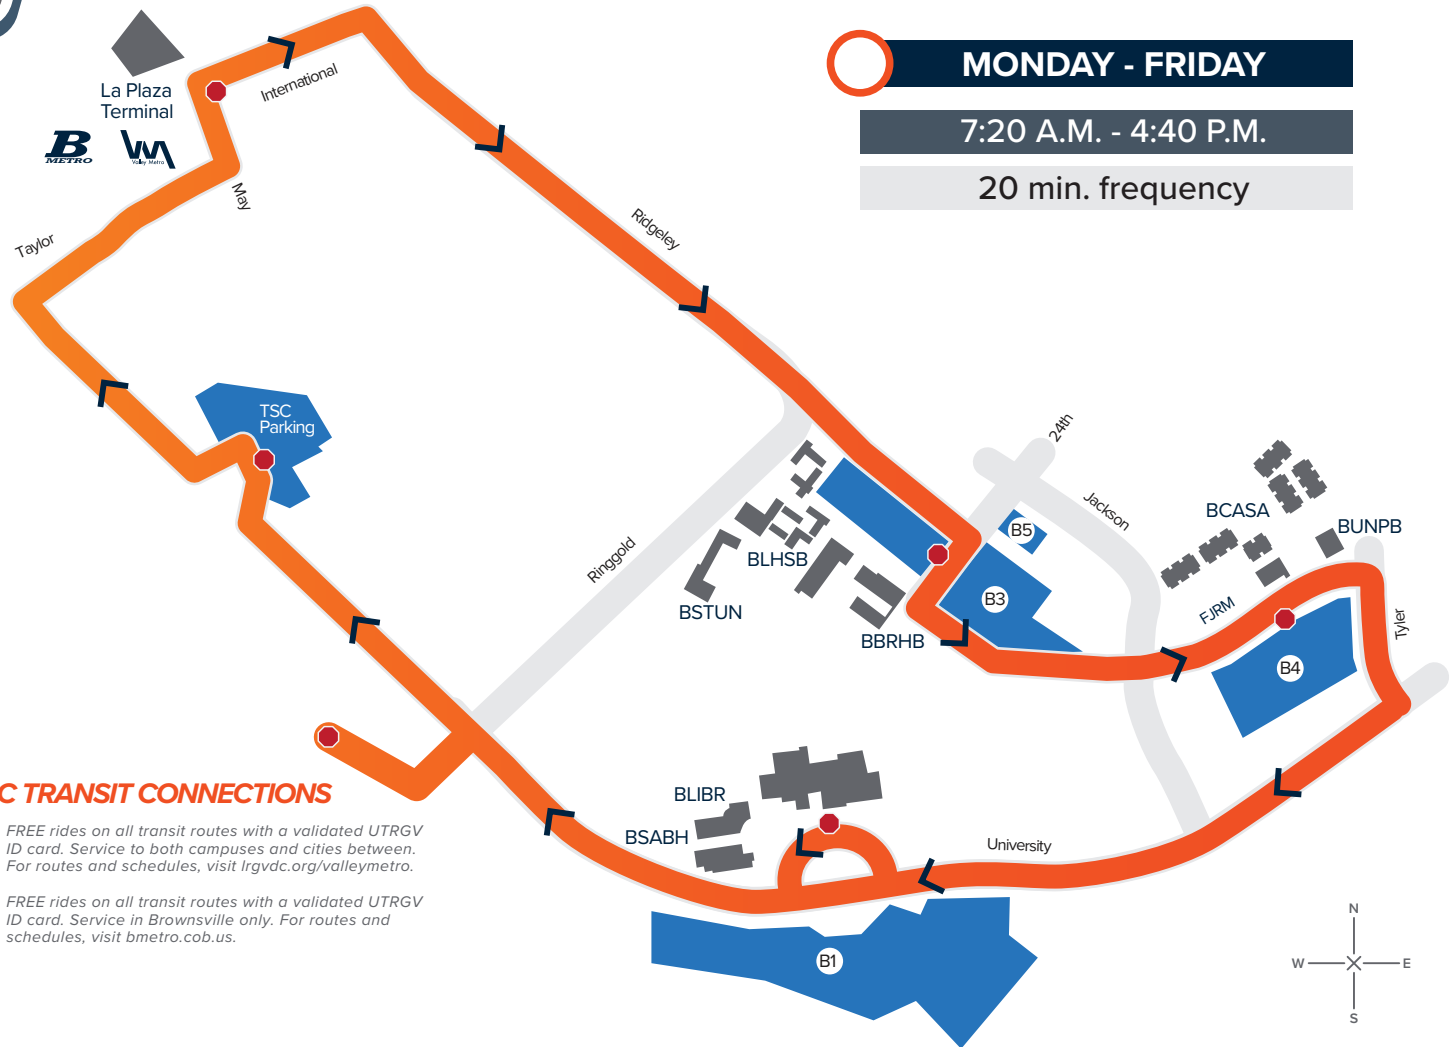 MONDAY - FRIDAY
7:20 A.M. - 4:40 P.M.
20 min. frequency
La Plaza
Terminal
B
METRO
VM
Valley Metro
International
May
Taylor
Ridgeley
TSC
Parking
24th
Jackson
B5
BCASA
BUNPB
Ringgold
BLHSB
BSTUN
B3
BBRHB
FJRM
Tyler
B4
C TRANSIT CONNECTIONS
FREE rides on all transit routes with a validated UTRGV
ID card. Service to both campuses and cities between.
For routes and schedules, visit lrgvdc.org/valleymetro.
FREE rides on all transit routes with a validated UTRGV
ID card. Service in Brownsville only. For routes and
schedules, visit bmetro.cob.us.
BLIBR
BSABH
University
B1
N
W
E
S